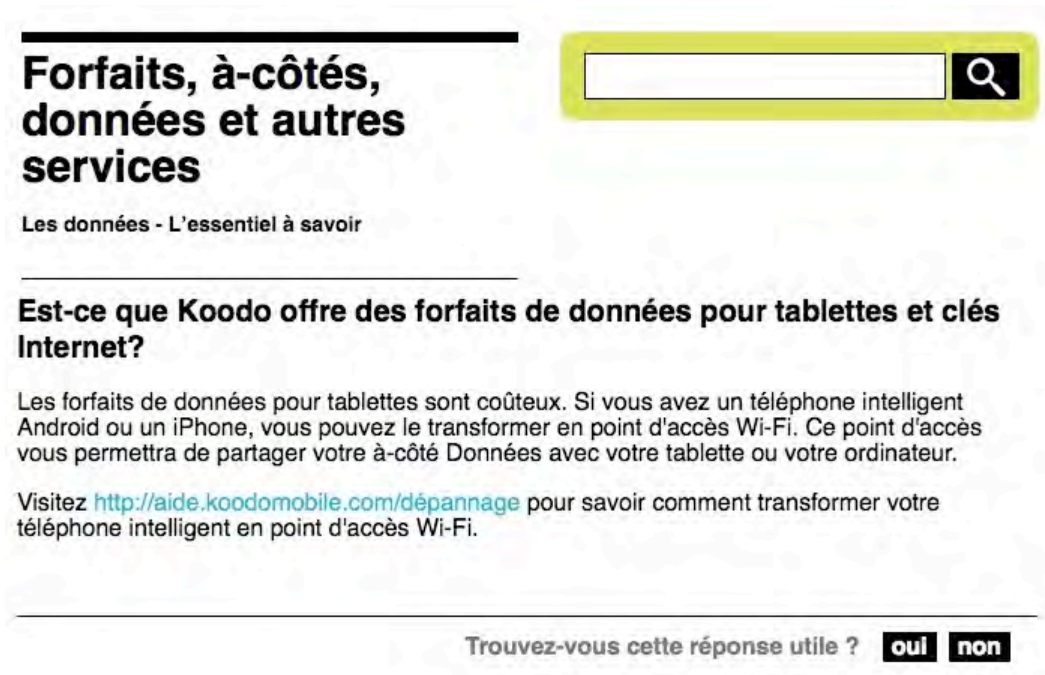 Forfaits, à-côtés,
données et autres
services
Les données - L'essentiel à savoir
Est-ce que Koodo offre des forfaits de données pour tablettes et clés
Internet?
Les forfaits de données pour tablettes sont coûteux. Si vous avez un téléphone intelligent
Android ou un iPhone, vous pouvez le transformer en point d'accès Wi-Fi. Ce point d'accès
vous permettra de partager votre à-côté Données avec votre tablette ou votre ordinateur.
Visitez http://aide.koodomobile.com/dépannage pour savoir comment transformer votre
téléphone intelligent en point d'accès Wi-Fi.
Trouvez-vous cette réponse utile ? oui non